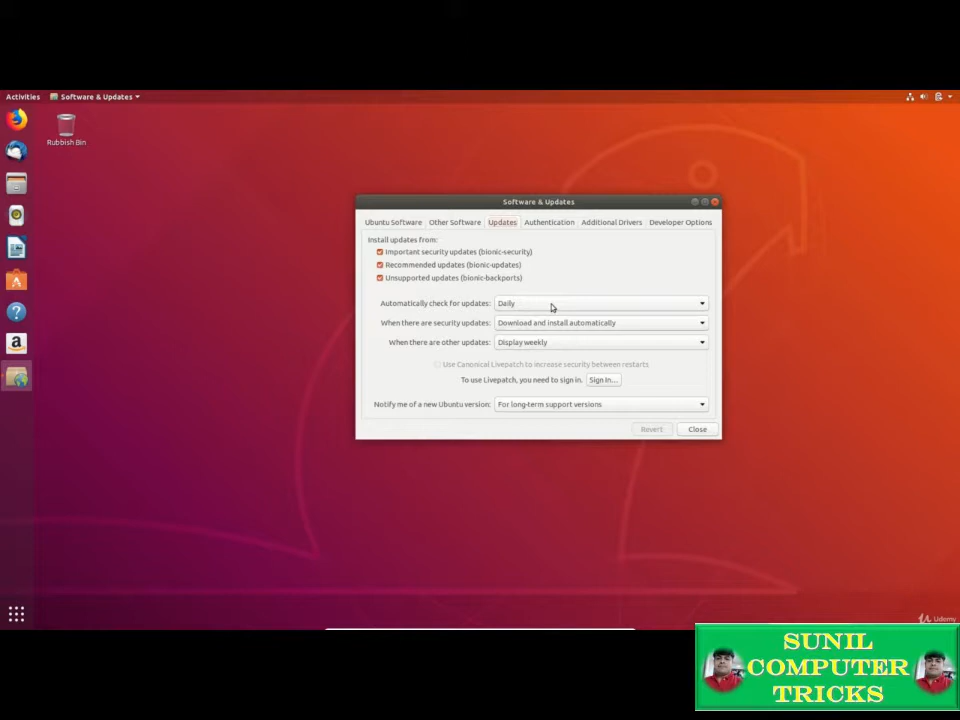 Activities
Software & Updates
Rubbish Bin
Software & Updates
Ubuntu Software
Other Software
Updates
Authentication
Additional Drivers
Developer Options
Install updates from:
Important security updates (bionic-security)
Recommended updates (bionic-updates)
Unsupported updates (bionic-backports)
Automatically check for updates:
Daily
When there are security updates:
Download and install automatically
When there are other updates:
Display weekly
Use Canonical Livepatch to increase security between restarts
To use Livepatch, you need to sign in.
Sign In...
Notify me of a new Ubuntu version:
For long-term support versions
Revert
Close
Udemy
SUNIL
COMPUTER
TRICKS